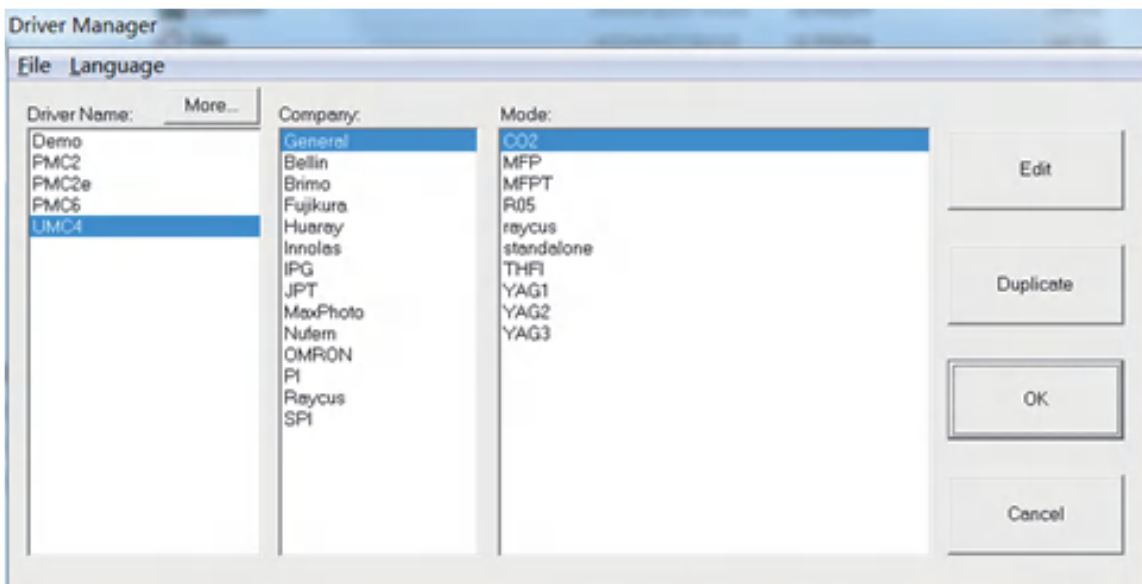 Driver Manager
File Language
Driver Name:
More...
Demo
PMC2
PMC2e
PMC6
UMC4
Company:
General
Bellin
Brimo
Fujikura
Huaray
Innolas
IPG
JPT
MaxPhoto
Nufern
OMRON
PI
Raycus
SPI
Mode:
CO2
MFP
MFPT
R05
raycus
standalone
THFI
YAG1
YAG2
YAG3
Edit
Duplicate
OK
Cancel